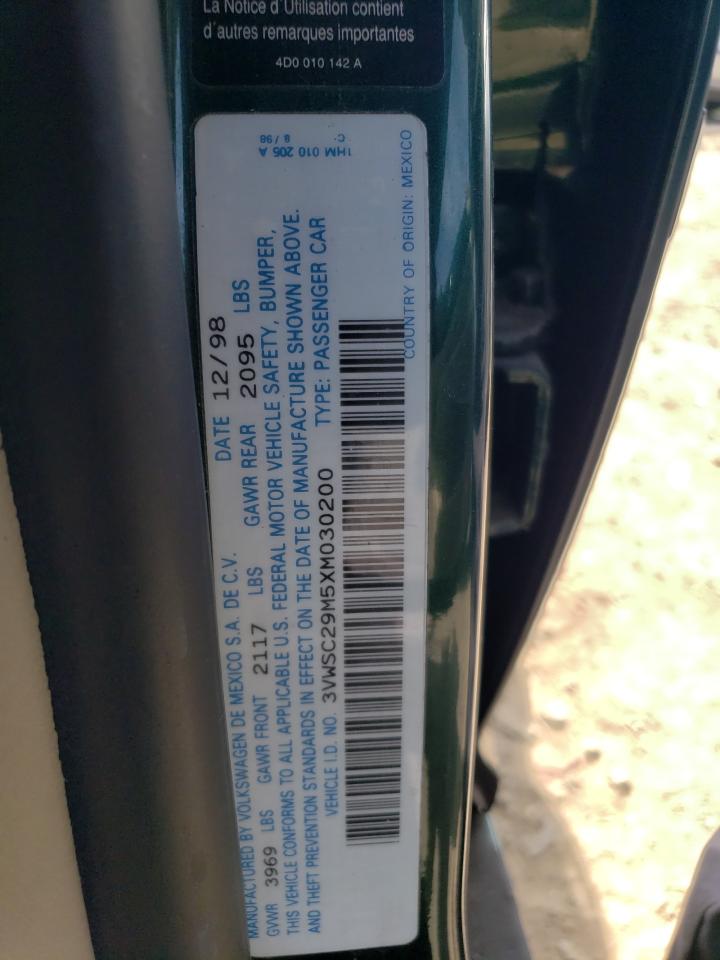 La Notice d'Utilisation contient
d'autres remarques importantes
4D0 010 142 A
MANUFACTURED BY VOLKSWAGEN DE MEXICO S.A. DE C.V. DATE 12/98
GVWR 3969 LBS GAWR FRONT 2117 LBS GAWR REAR 2095 LBS
THIS VEHICLE CONFORMS TO ALL APPLICABLE U.S. FEDERAL MOTOR VEHICLE SAFETY, BUMPER,
AND THEFT PREVENTION STANDARDS IN EFFECT ON THE DATE OF MANUFACTURE SHOWN ABOVE.
VEHICLE I.D. NO. 3VWSC29M5XM030200 TYPE: PASSENGER CAR
COUNTRY OF ORIGIN: MEXICO
1HM 010 205 A
C: 8/98